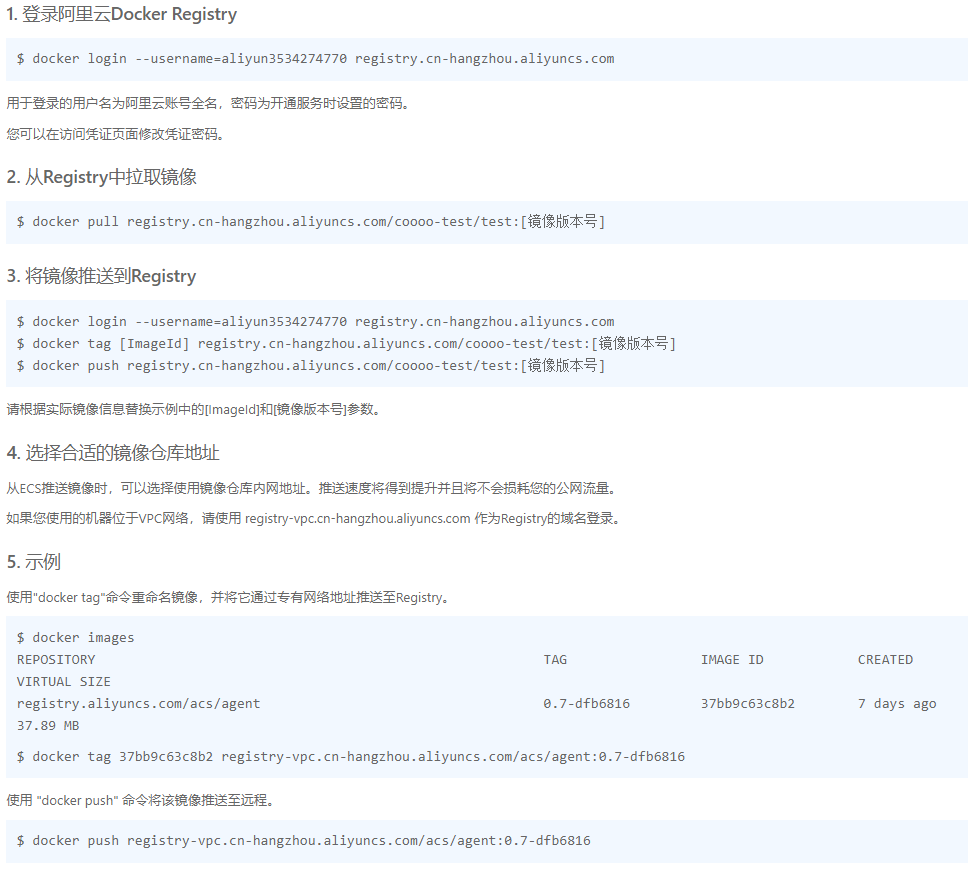 1. 登录阿里云Docker Registry
$ docker login --username=aliyun3534274770 registry.cn-hangzhou.aliyuncs.com
用于登录的用户名为阿里云账号全名，密码为开通服务时设置的密码。
您可以在访问凭证页面修改凭证密码。
2. 从Registry中拉取镜像
$ docker pull registry.cn-hangzhou.aliyuncs.com/coooo-test/test:[镜像版本号]
3. 将镜像推送到Registry
$ docker login --username=aliyun3534274770 registry.cn-hangzhou.aliyuncs.com
$ docker tag [ImageId] registry.cn-hangzhou.aliyuncs.com/coooo-test/test:[镜像版本号]
$ docker push registry.cn-hangzhou.aliyuncs.com/coooo-test/test:[镜像版本号]
请根据实际镜像信息替换示例中的[ImageId]和[镜像版本号]参数。
4. 选择合适的镜像仓库地址
从ECS推送镜像时，可以选择使用镜像仓库内网地址。推送速度将得到提升并且将不会损耗您的公网流量。
如果您使用的机器位于VPC网络，请使用 registry-vpc.cn-hangzhou.aliyuncs.com 作为Registry的域名登录。
5. 示例
使用"docker tag"命令重命名镜像，并将它通过专有网络地址推送至Registry。
$ docker images
REPOSITORY TAG IMAGE ID CREATED
VIRTUAL SIZE
registry.aliyuncs.com/acs/agent 0.7-dfb6816 37bb9c63c8b2 7 days ago
37.89 MB
$ docker tag 37bb9c63c8b2 registry-vpc.cn-hangzhou.aliyuncs.com/acs/agent:0.7-dfb6816
使用 "docker push" 命令将该镜像推送至远程。
$ docker push registry-vpc.cn-hangzhou.aliyuncs.com/acs/agent:0.7-dfb6816